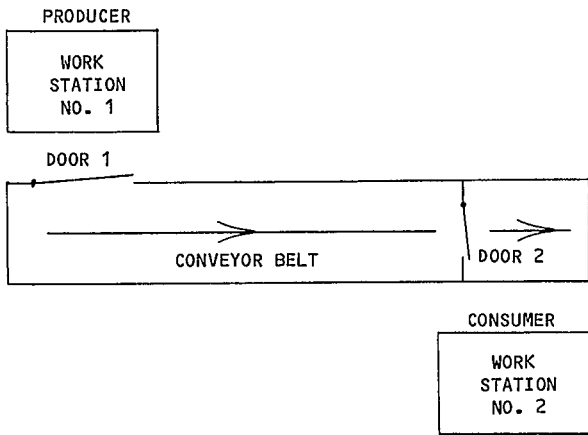 PRODUCER
WORK
STATION
NO. 1
DOOR 1
CONVEYOR BELT
DOOR 2
CONSUMER
WORK
STATION
NO. 2